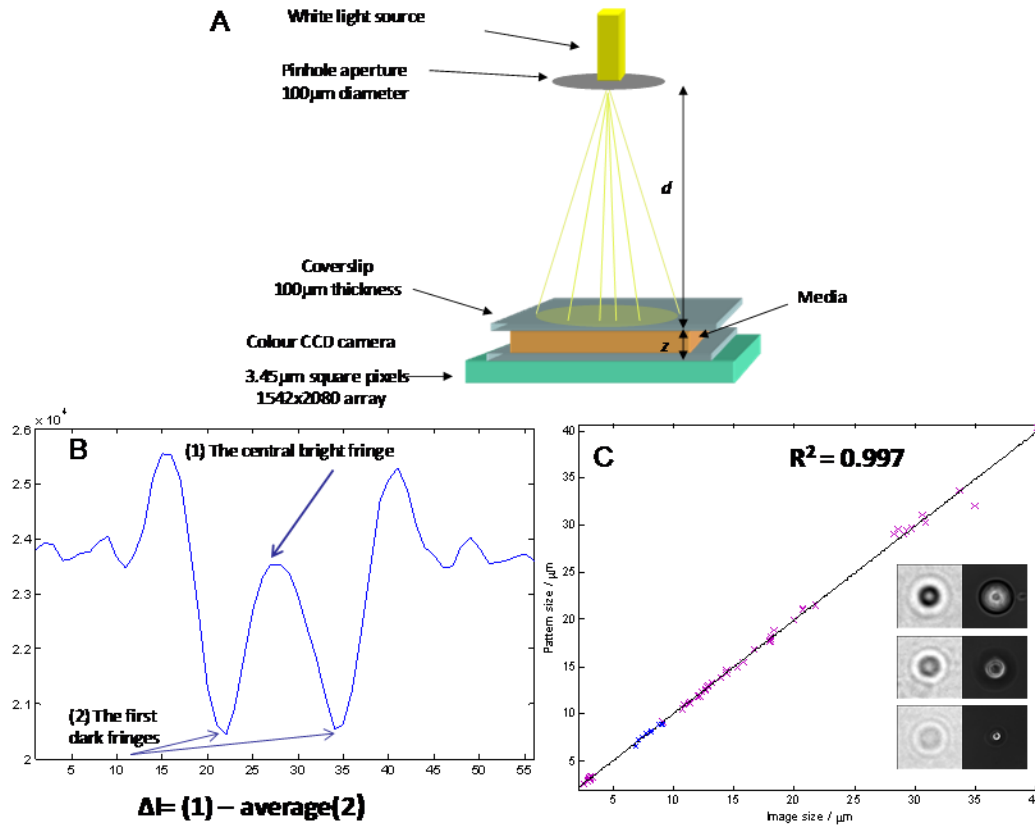 A
White light source
Pinhole aperture
100µm diameter
d
Coverslip
100µm thickness
Media
Colour CCD camera
z
3.45µm square pixels
1542x2080 array
× 10⁴
2.6
B
(1) The central bright fringe
2.5
2.4
2.3
2.2
2.1
(2) The first
dark fringes
2
5 10 15 20 25 30 35 40 45 50 55
ΔI= (1) – average(2)
C
R² = 0.997
40
35
30
25
20
15
10
5
Pattern size / µm
5 10 15 20 25 30 35 40
Image size / µm